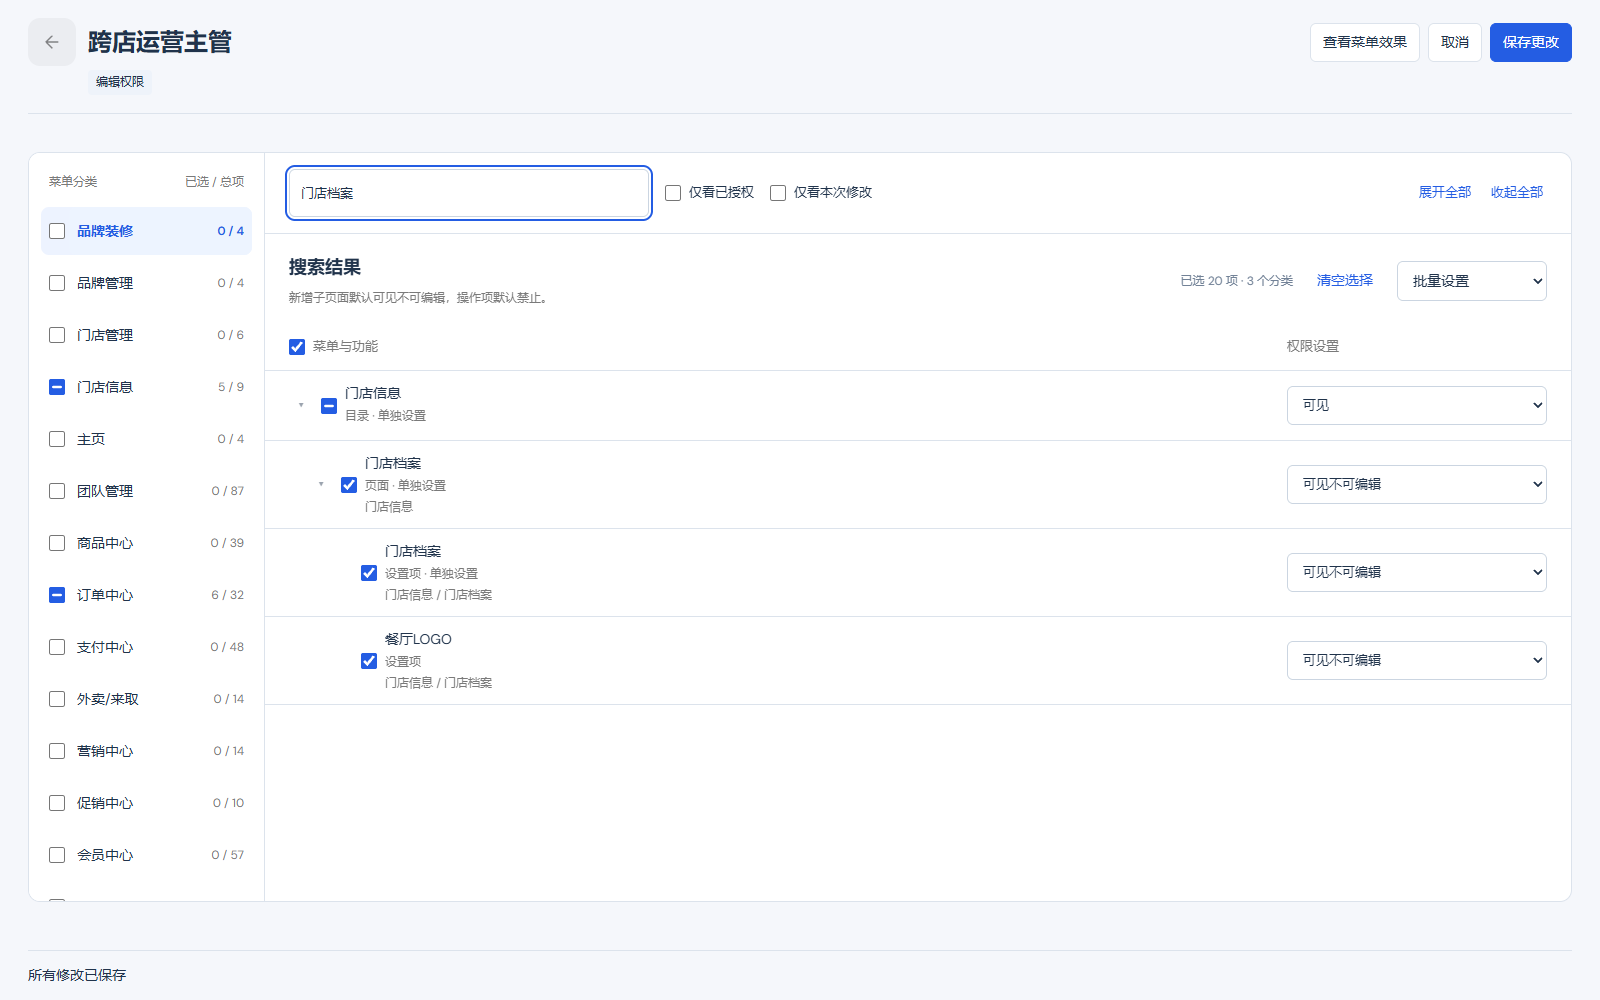 跨店运营主管
编辑权限
查看菜单效果
取消
保存更改
菜单分类
已选 / 总项
品牌装修
0 / 4
品牌管理
0 / 4
门店管理
0 / 6
门店信息
5 / 9
主页
0 / 4
团队管理
0 / 87
商品中心
0 / 39
订单中心
6 / 32
支付中心
0 / 48
外卖/来取
0 / 14
营销中心
0 / 14
促销中心
0 / 10
会员中心
0 / 57
门店档案
仅看已授权
仅看本次修改
展开全部
收起全部
搜索结果
新增子页面默认可见不可编辑，操作项默认禁止。
已选 20 项 · 3 个分类
清空选择
批量设置
菜单与功能
权限设置
门店信息
目录 · 单独设置
可见
门店档案
页面 · 单独设置
门店信息
可见不可编辑
门店档案
设置项 · 单独设置
门店信息 / 门店档案
可见不可编辑
餐厅LOGO
设置项
门店信息 / 门店档案
可见不可编辑
所有修改已保存